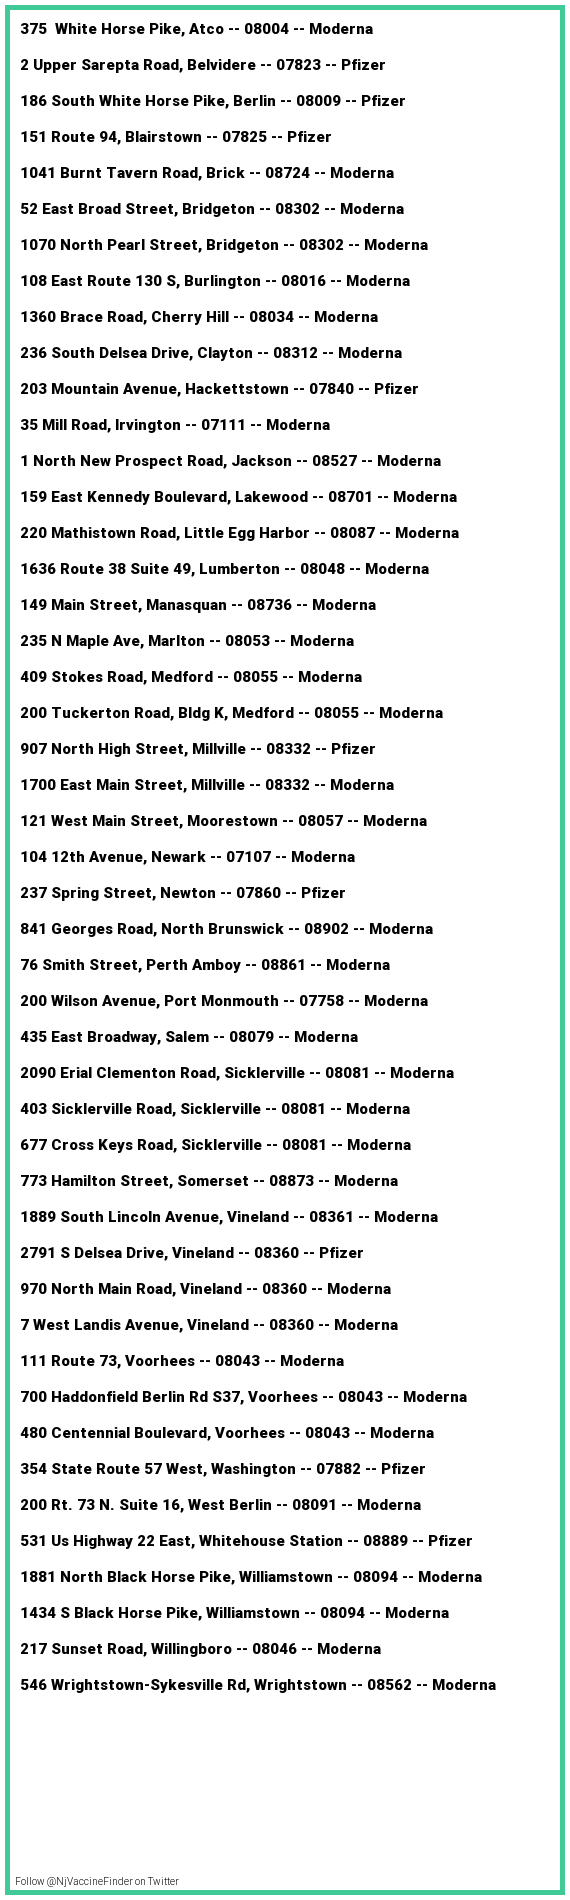 375  White Horse Pike, Atco -- 08004 -- Moderna
2 Upper Sarepta Road, Belvidere -- 07823 -- Pfizer
186 South White Horse Pike, Berlin -- 08009 -- Pfizer
151 Route 94, Blairstown -- 07825 -- Pfizer
1041 Burnt Tavern Road, Brick -- 08724 -- Moderna
52 East Broad Street, Bridgeton -- 08302 -- Moderna
1070 North Pearl Street, Bridgeton -- 08302 -- Moderna
108 East Route 130 S, Burlington -- 08016 -- Moderna
1360 Brace Road, Cherry Hill -- 08034 -- Moderna
236 South Delsea Drive, Clayton -- 08312 -- Moderna
203 Mountain Avenue, Hackettstown -- 07840 -- Pfizer
35 Mill Road, Irvington -- 07111 -- Moderna
1 North New Prospect Road, Jackson -- 08527 -- Moderna
159 East Kennedy Boulevard, Lakewood -- 08701 -- Moderna
220 Mathistown Road, Little Egg Harbor -- 08087 -- Moderna
1636 Route 38 Suite 49, Lumberton -- 08048 -- Moderna
149 Main Street, Manasquan -- 08736 -- Moderna
235 N Maple Ave, Marlton -- 08053 -- Moderna
409 Stokes Road, Medford -- 08055 -- Moderna
200 Tuckerton Road, Bldg K, Medford -- 08055 -- Moderna
907 North High Street, Millville -- 08332 -- Pfizer
1700 East Main Street, Millville -- 08332 -- Moderna
121 West Main Street, Moorestown -- 08057 -- Moderna
104 12th Avenue, Newark -- 07107 -- Moderna
237 Spring Street, Newton -- 07860 -- Pfizer
841 Georges Road, North Brunswick -- 08902 -- Moderna
76 Smith Street, Perth Amboy -- 08861 -- Moderna
200 Wilson Avenue, Port Monmouth -- 07758 -- Moderna
435 East Broadway, Salem -- 08079 -- Moderna
2090 Erial Clementon Road, Sicklerville -- 08081 -- Moderna
403 Sicklerville Road, Sicklerville -- 08081 -- Moderna
677 Cross Keys Road, Sicklerville -- 08081 -- Moderna
773 Hamilton Street, Somerset -- 08873 -- Moderna
1889 South Lincoln Avenue, Vineland -- 08361 -- Moderna
2791 S Delsea Drive, Vineland -- 08360 -- Pfizer
970 North Main Road, Vineland -- 08360 -- Moderna
7 West Landis Avenue, Vineland -- 08360 -- Moderna
111 Route 73, Voorhees -- 08043 -- Moderna
700 Haddonfield Berlin Rd S37, Voorhees -- 08043 -- Moderna
480 Centennial Boulevard, Voorhees -- 08043 -- Moderna
354 State Route 57 West, Washington -- 07882 -- Pfizer
200 Rt. 73 N. Suite 16, West Berlin -- 08091 -- Moderna
531 Us Highway 22 East, Whitehouse Station -- 08889 -- Pfizer
1881 North Black Horse Pike, Williamstown -- 08094 -- Moderna
1434 S Black Horse Pike, Williamstown -- 08094 -- Moderna
217 Sunset Road, Willingboro -- 08046 -- Moderna
546 Wrightstown-Sykesville Rd, Wrightstown -- 08562 -- Moderna
Follow @NjVaccineFinder on Twitter